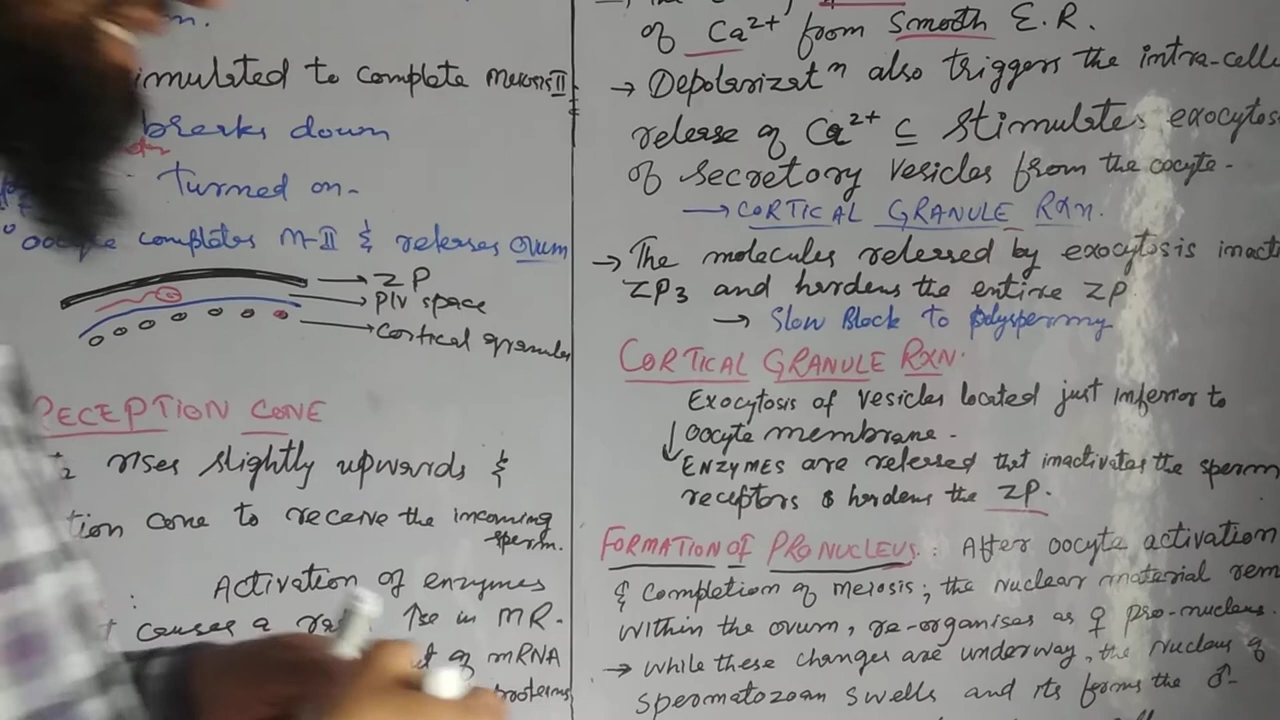 n.
imulated to complete meiosis II
breaks down
turned on-
oocyte completes M-II & releases ovum
→ ZP
→ PIV space
→ Cortical granules
RECEPTION CONE
rises slightly upwards &
tion cone to receive the incoming
sperm.
: Activation of enzymes
t causes a ↑se in MR.
of mRNA
proteins
of Ca²⁺ from Smooth E.R.
→ Depolarizatⁿ also triggers the intra-cellu
release of Ca²⁺ c̄ stimulates exocytos
of secretory vesicles from the oocyte-
→ CORTICAL GRANULE RXN.
→ The molecules released by exocytosis inact
ZP3 and hardens the entire ZP
→ Slow Block to polyspermy
CORTICAL GRANULE RXN.
Exocytosis of vesicles located just inferior to
↓ oocyte membrane-
ENZYMES are released that inactivates the sperm
receptors & hardens the ZP.
FORMATION OF PRONUCLEUS: After oocyte activation
& completion of meiosis; the nuclear material rem
within the ovum, re-organises as ♀ pro-nucleus.
→ while these changes are underway, the nucleus of
spermatozoan swells and its forms the ♂-